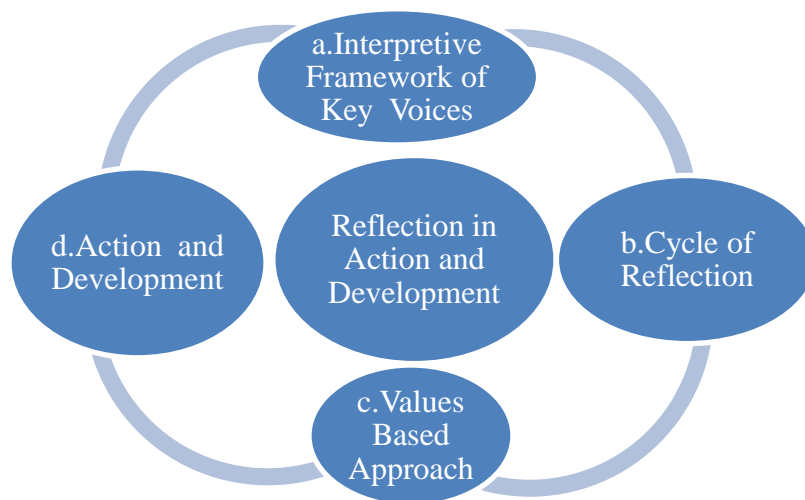 a.Interpretive
Framework of
Key Voices
d.Action and
Development
Reflection in
Action and
Development
b.Cycle of
Reflection
c.Values
Based
Approach